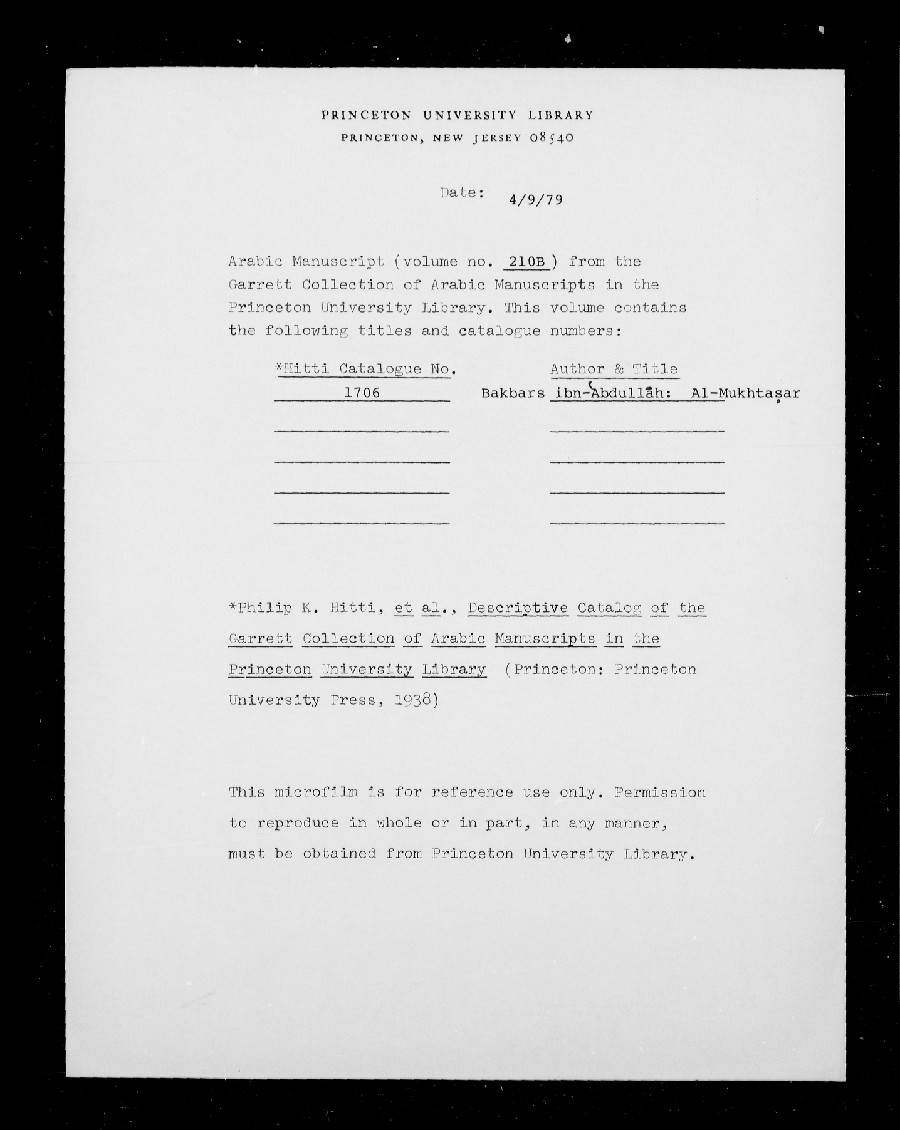 PRINCETON UNIVERSITY LIBRARY
PRINCETON, NEW JERSEY 08540
Date: 4/9/79
Arabic Manuscript (volume no. 210B ) from the
Garrett Collection of Arabic Manuscripts in the
Princeton University Library. This volume contains
the following titles and catalogue numbers:
*Hitti Catalogue No. Author & Title
1706 Bakbars ibn-ʿAbdullāh: Al-Mukhtaṣar
*Philip K. Hitti, et al., Descriptive Catalog of the
Garrett Collection of Arabic Manuscripts in the
Princeton University Library (Princeton: Princeton
University Press, 1938)
This microfilm is for reference use only. Permission
to reproduce in whole or in part, in any manner,
must be obtained from Princeton University Library.